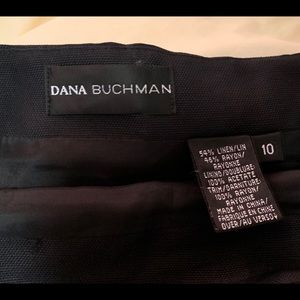 DANA BUCHMAN
10
54% LINEN/LIN
46% RAYON/
RAYONNE
LINING/DOUBLURE
100% ACETATE
TRIM/GARNITURE:
100% RAYON/
RAYONNE
MADE IN CHINA/
FABRIQUE EN CHINE
OVER/AU VERSO